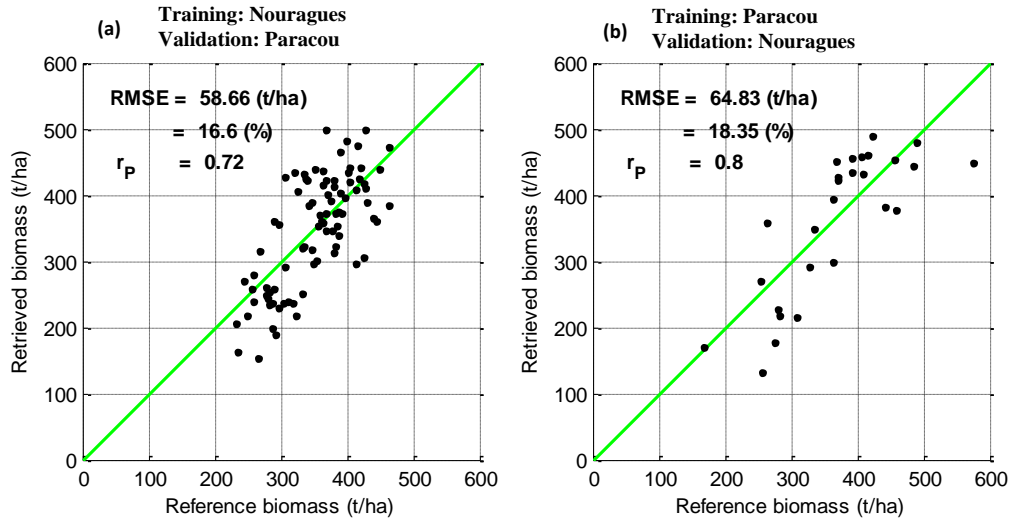 (a) Training: Nouragues
Validation: Paracou
600
500
400
300
200
100
0
RMSE = 58.66 (t/ha)
= 16.6 (%)
rP = 0.72
0 100 200 300 400 500 600
Reference biomass (t/ha)
Retrieved biomass (t/ha)
(b) Training: Paracou
Validation: Nouragues
600
500
400
300
200
100
0
RMSE = 64.83 (t/ha)
= 18.35 (%)
rP = 0.8
0 100 200 300 400 500 600
Reference biomass (t/ha)
Retrieved biomass (t/ha)